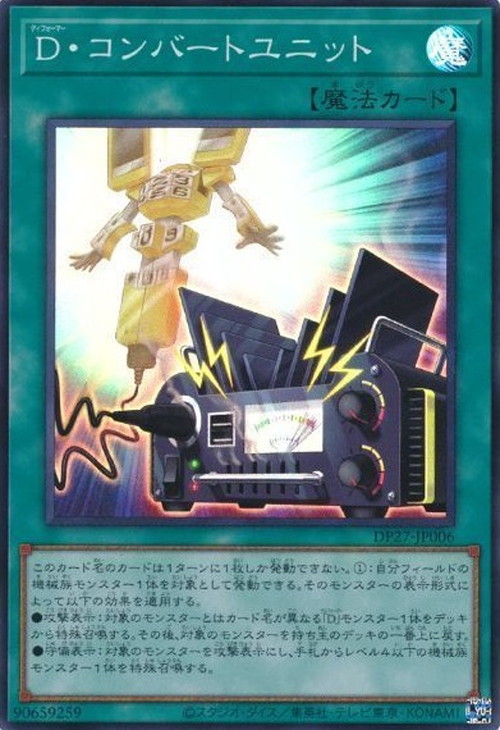 ディフォーマー
D・コンバートユニット
魔
【魔法カード】
DP27-JP006
このカード名のカードは1ターンに1枚しか発動できない。①:自分フィールドの
機械族モンスター1体を対象として発動できる。そのモンスターの表示形式に
よって以下の効果を適用する。
●攻撃表示:対象のモンスターとはカード名が異なる「D」モンスター1体をデッキ
から特殊召喚する。その後、対象のモンスターを持ち主のデッキの一番上に戻す。
●守備表示:対象のモンスターを攻撃表示にし、手札からレベル4以下の機械族
モンスター1体を特殊召喚する。
90659259
©スタジオ・ダイス/集英社・テレビ東京・KONAMI